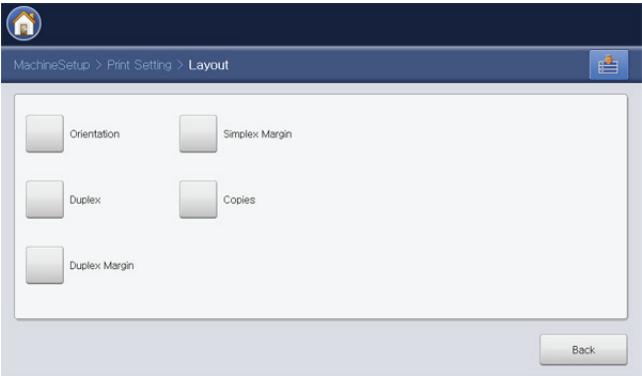 MachineSetup > Print Setting > Layout
Orientation
Simplex Margin
Duplex
Copies
Duplex Margin
Back